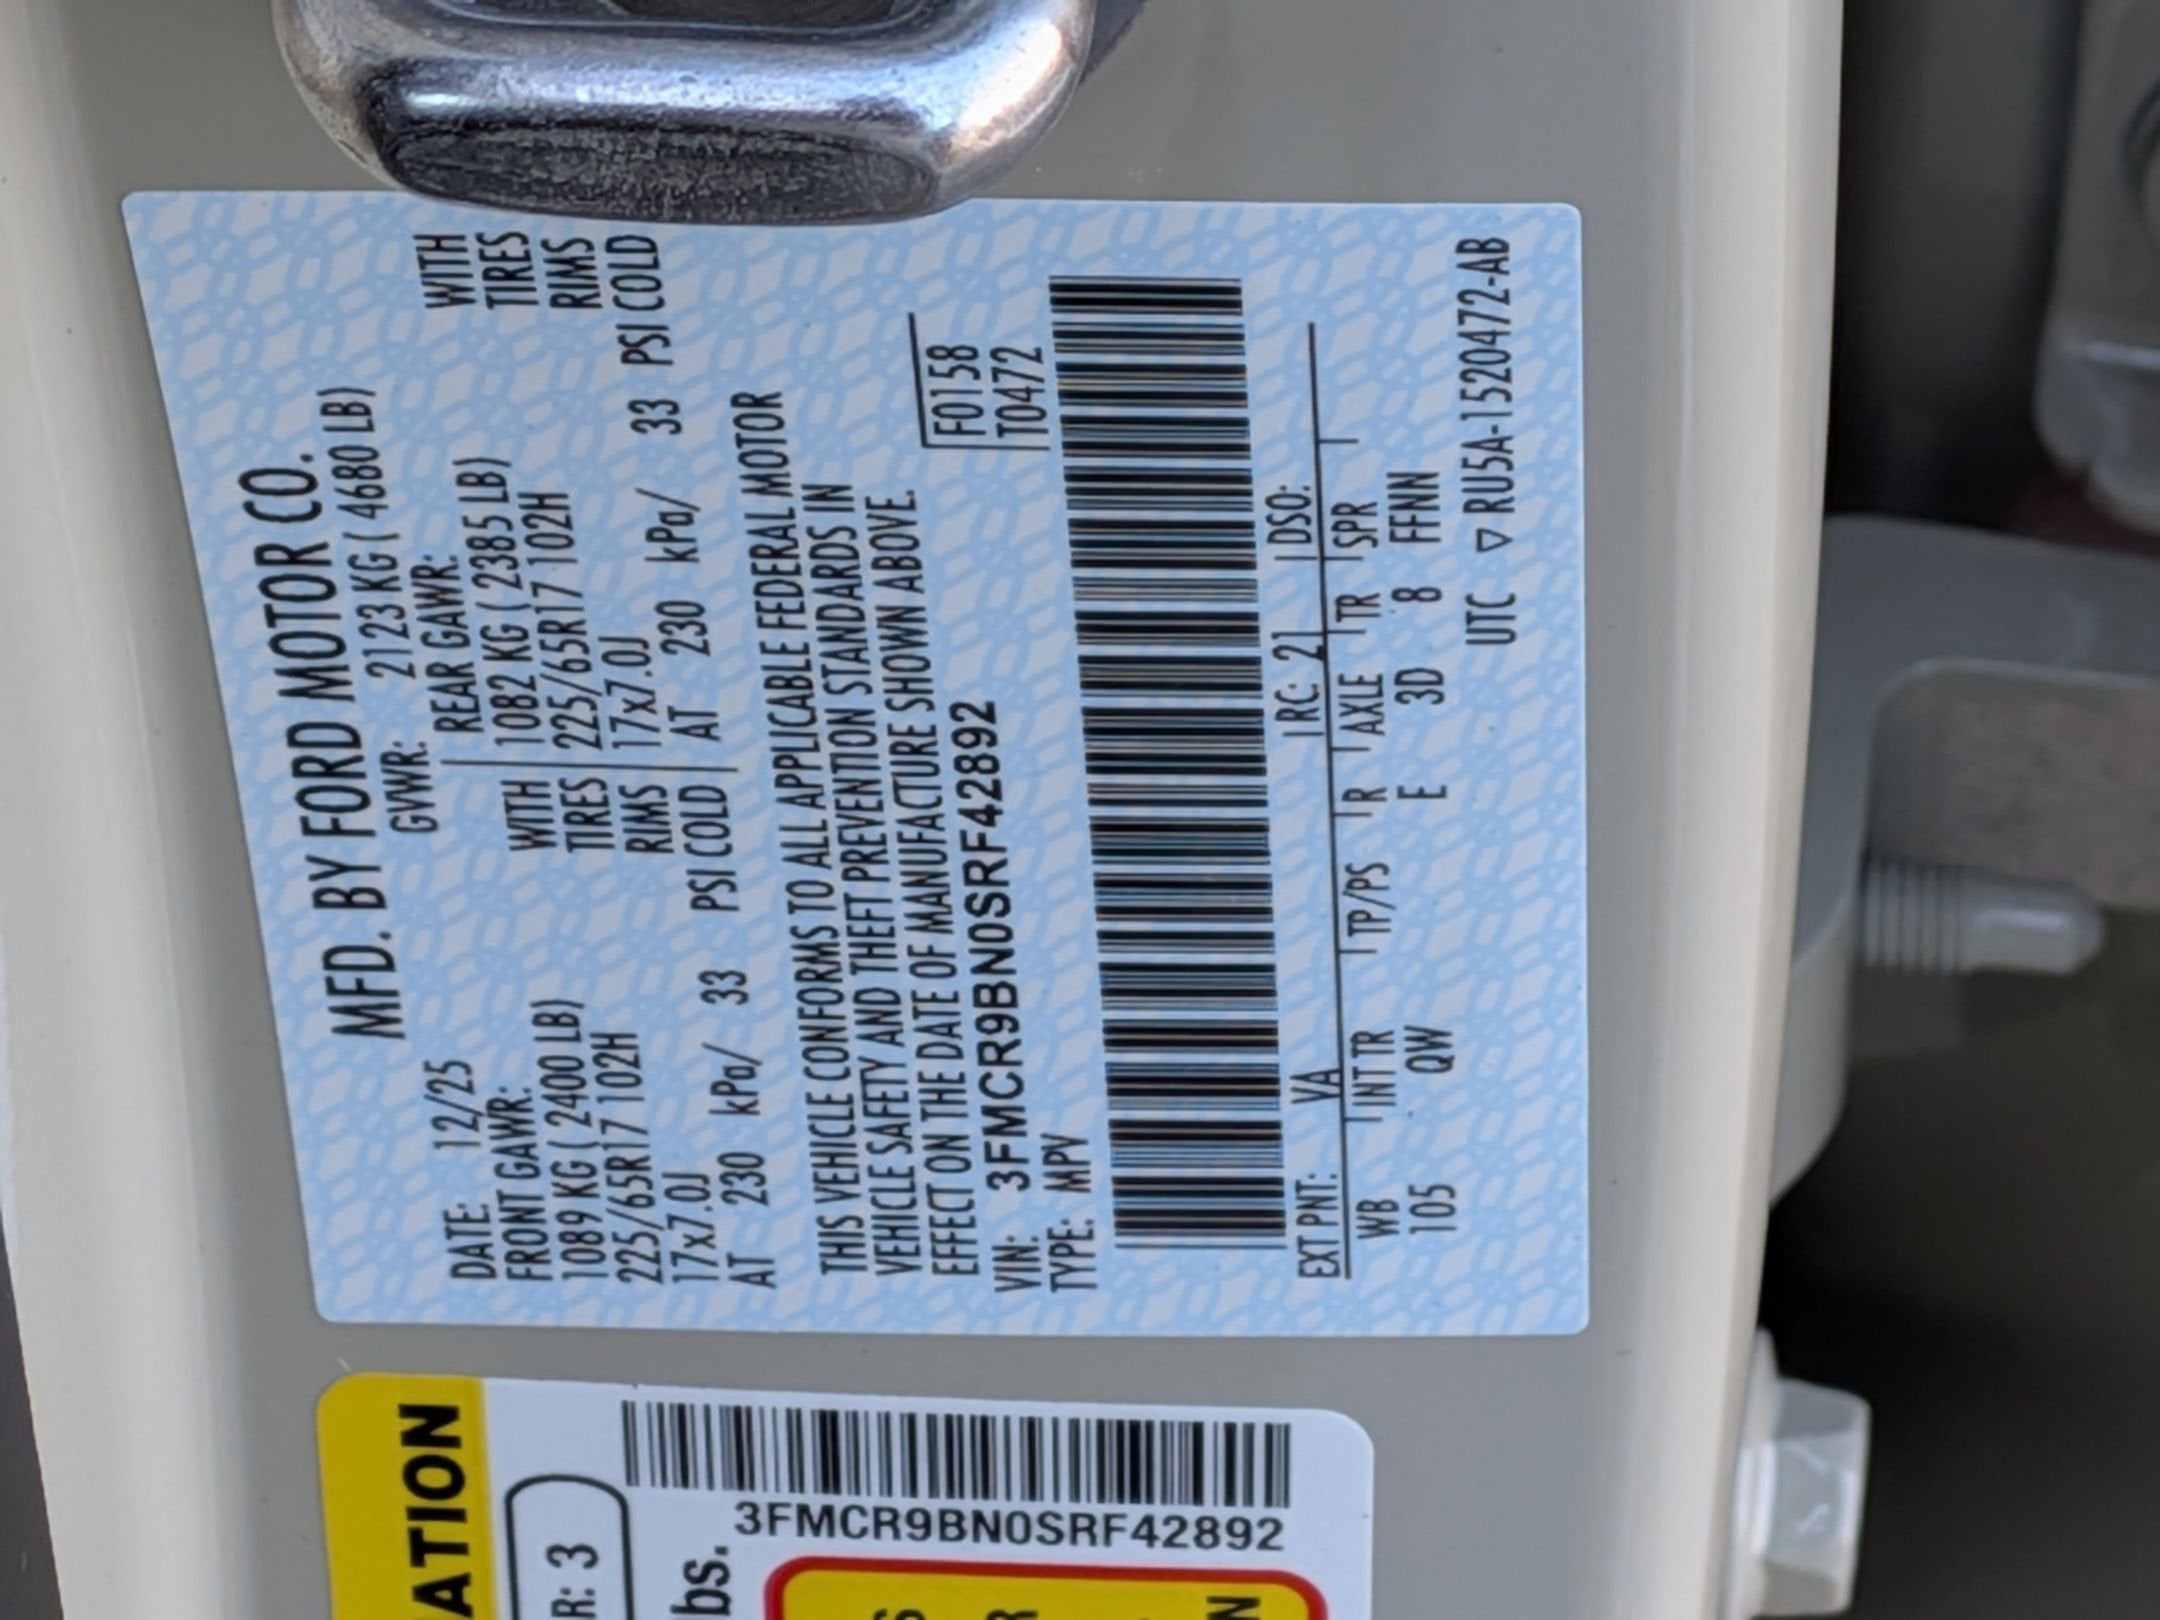 MFD. BY FORD MOTOR CO.
DATE: 12/25 GVWR: 2123 KG ( 4680 LB)
FRONT GAWR: REAR GAWR:
1089 KG ( 2400 LB) WITH 1082 KG ( 2385 LB) WITH
225/65R17 102H TIRES 225/65R17 102H TIRES
17x7.0J RIMS 17x7.0J RIMS
AT 230 kPa/ 33 PSI COLD AT 230 kPa/ 33 PSI COLD
THIS VEHICLE CONFORMS TO ALL APPLICABLE FEDERAL MOTOR
VEHICLE SAFETY AND THEFT PREVENTION STANDARDS IN
EFFECT ON THE DATE OF MANUFACTURE SHOWN ABOVE.
VIN: 3FMCR9BN0SRF42892 F0158
TYPE: MPV T0472
EXT PNT: VA RC: 21 DSO:
WB INT TR TP/PS R AXLE TR SPR
105 QW E 3D 8 FFNN
UTC ▽ RU5A-1520472-AB
3FMCR9BN0SRF42892